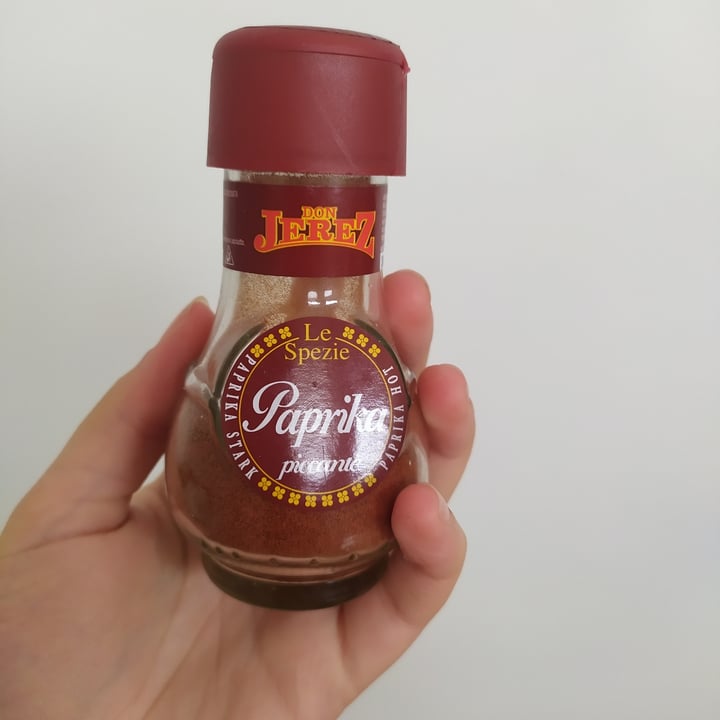 DON
JEREZ
Le
Spezie
Paprika
piccante
PAPRIKA STARK
PAPRIKA HOT